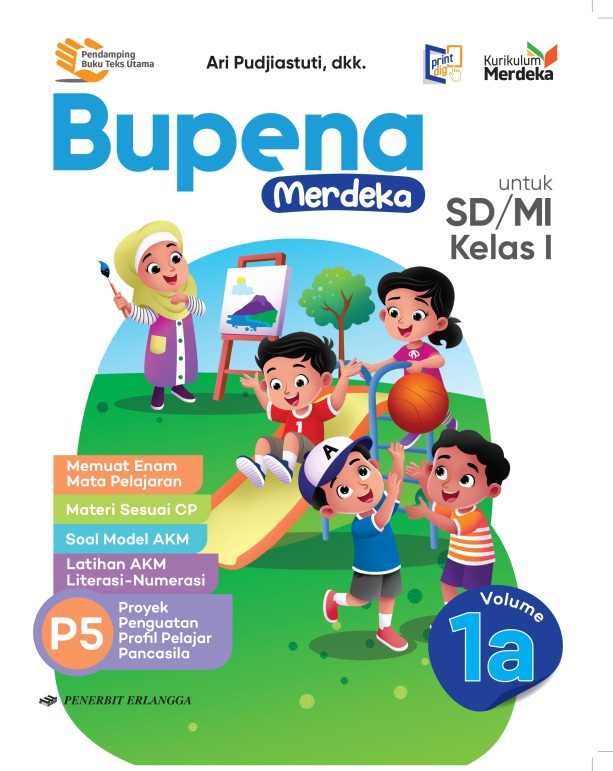 Pendamping
Buku Teks Utama
Ari Pudjiastuti, dkk.
print
dig
Kurikulum
Merdeka
Bupena
Merdeka
untuk
SD/MI
Kelas I
1
A
Memuat Enam
Mata Pelajaran
Materi Sesuai CP
Soal Model AKM
Latihan AKM
Literasi-Numerasi
P5
Proyek
Penguatan
Profil Pelajar
Pancasila
Volume
1a
PENERBIT ERLANGGA